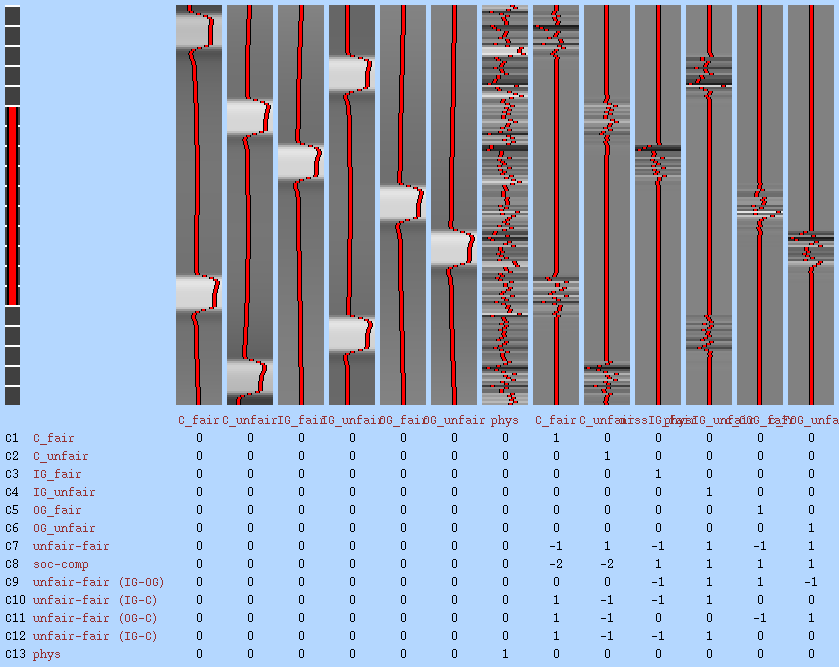 C_fair C_unfair IG_fair IG_unfair OG_fair OG_unfair phys C_fair
C1 C_fair 0 0 0 0 0 0 0 1 0 0 0 0 0
C2 C_unfair 0 0 0 0 0 0 0 0 1 0 0 0 0
C3 IG_fair 0 0 0 0 0 0 0 0 0 1 0 0 0
C4 IG_unfair 0 0 0 0 0 0 0 0 0 0 1 0 0
C5 OG_fair 0 0 0 0 0 0 0 0 0 0 0 1 0
C6 OG_unfair 0 0 0 0 0 0 0 0 0 0 0 0 1
C7 unfair-fair 0 0 0 0 0 0 0 -1 1 -1 1 -1 1
C8 soc-comp 0 0 0 0 0 0 0 -2 -2 1 1 1 1
C9 unfair-fair (IG-OG) 0 0 0 0 0 0 0 0 0 -1 1 1 -1
C10 unfair-fair (IG-C) 0 0 0 0 0 0 0 1 -1 -1 1 0 0
C11 unfair-fair (OG-C) 0 0 0 0 0 0 0 1 -1 0 0 -1 1
C12 unfair-fair (IG-C) 0 0 0 0 0 0 0 1 -1 -1 1 0 0
C13 phys 0 0 0 0 0 0 1 0 0 0 0 0 0